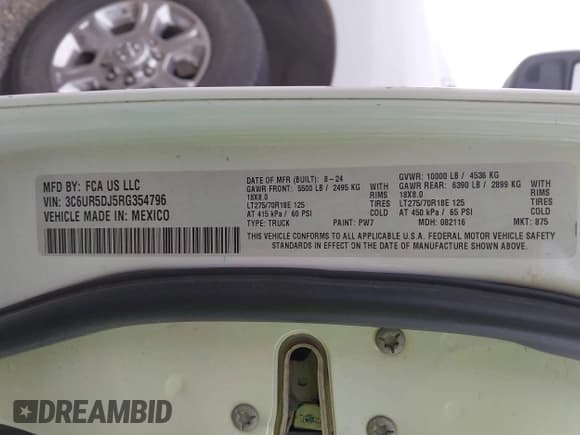 MFD BY: FCA US LLC
VIN: 3C6UR5DJ5RG354796
VEHICLE MADE IN: MEXICO
DATE OF MFR (BUILT): 8-24 GVWR: 10000 LB / 4536 KG
GAWR FRONT: 5500 LB / 2495 KG WITH GAWR REAR: 6390 LB / 2899 KG WITH
18X8.0 RIMS 18X8.0 RIMS
LT275/70R18E 125 TIRES LT275/70R18E 125 TIRES
AT 415 kPa / 60 PSI COLD AT 450 kPa / 65 PSI COLD
TYPE: TRUCK PAINT: PW7 MDH: 082116 MKT: 875
THIS VEHICLE CONFORMS TO ALL APPLICABLE U.S.A. FEDERAL MOTOR VEHICLE SAFETY
STANDARDS IN EFFECT ON THE DATE OF MANUFACTURE SHOWN ABOVE.
DREAMBID